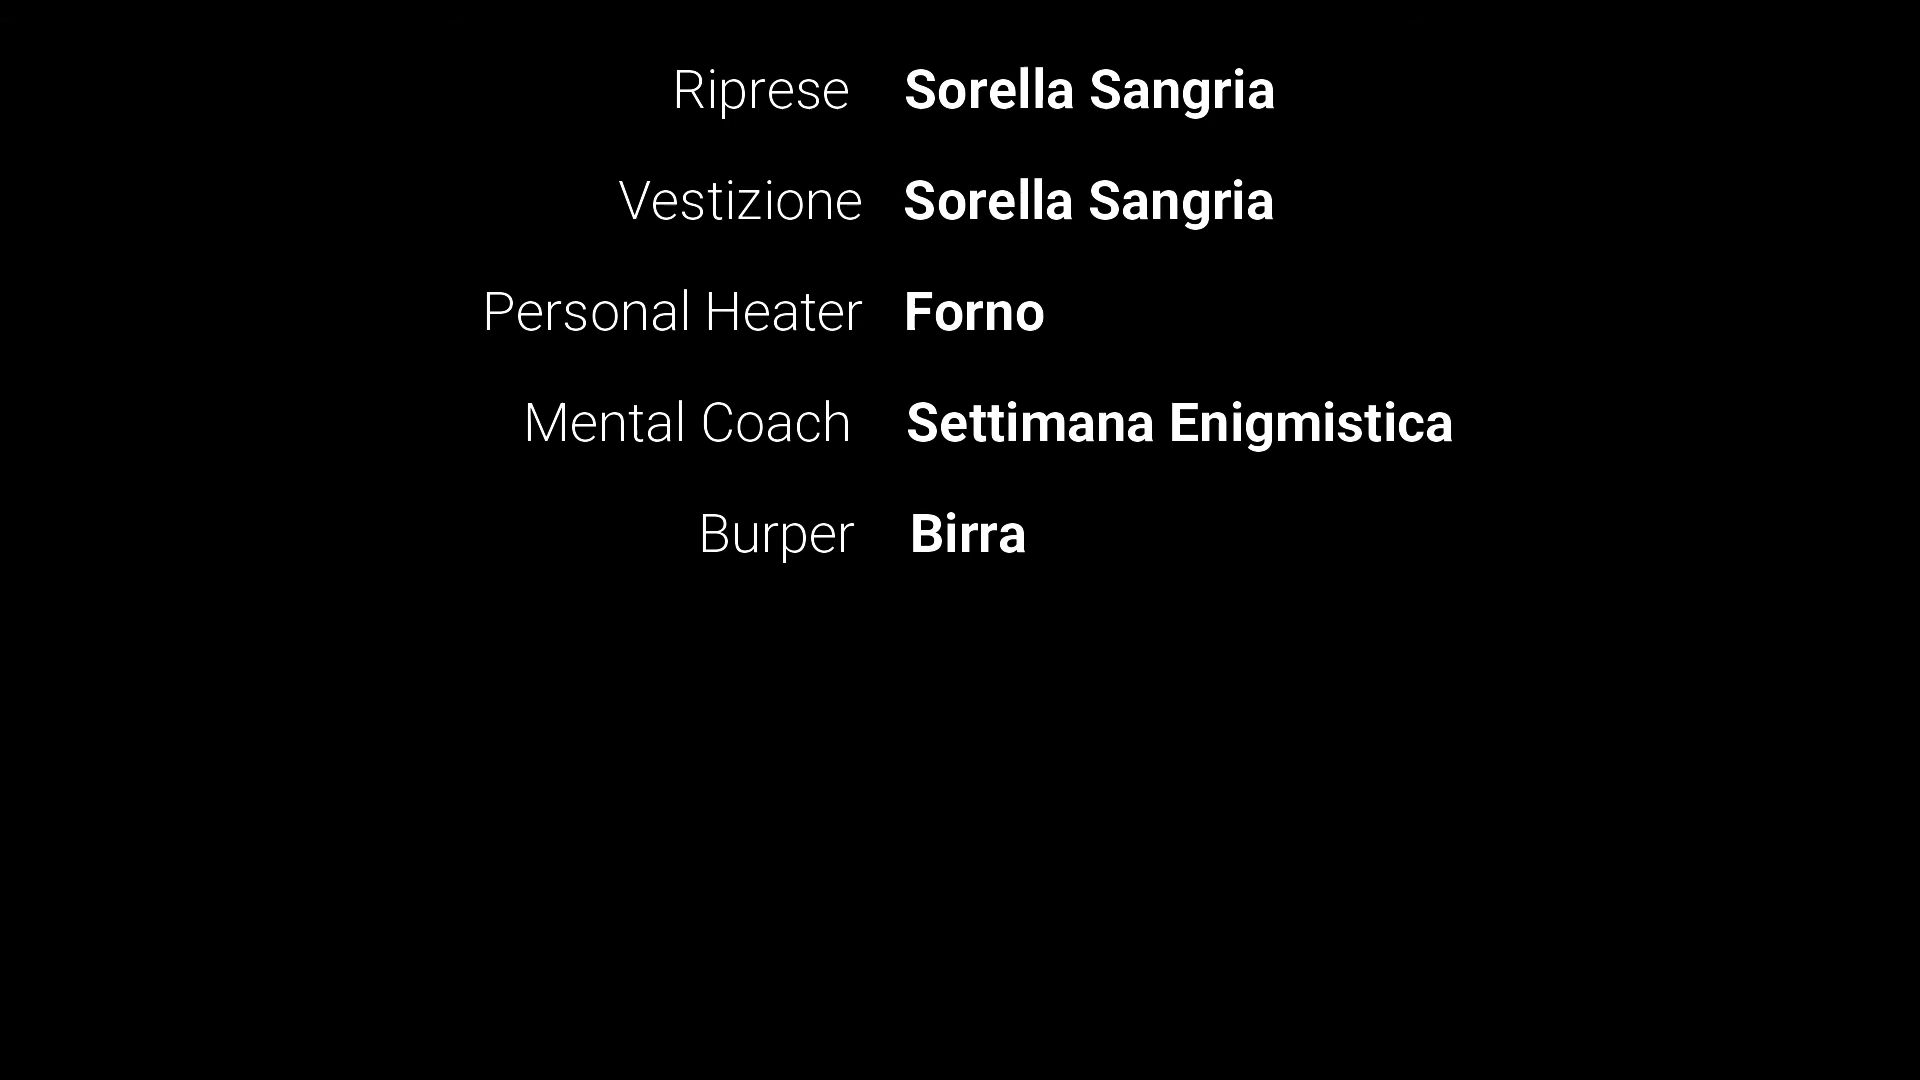 Riprese Sorella Sangria
Vestizione Sorella Sangria
Personal Heater Forno
Mental Coach Settimana Enigmistica
Burper Birra